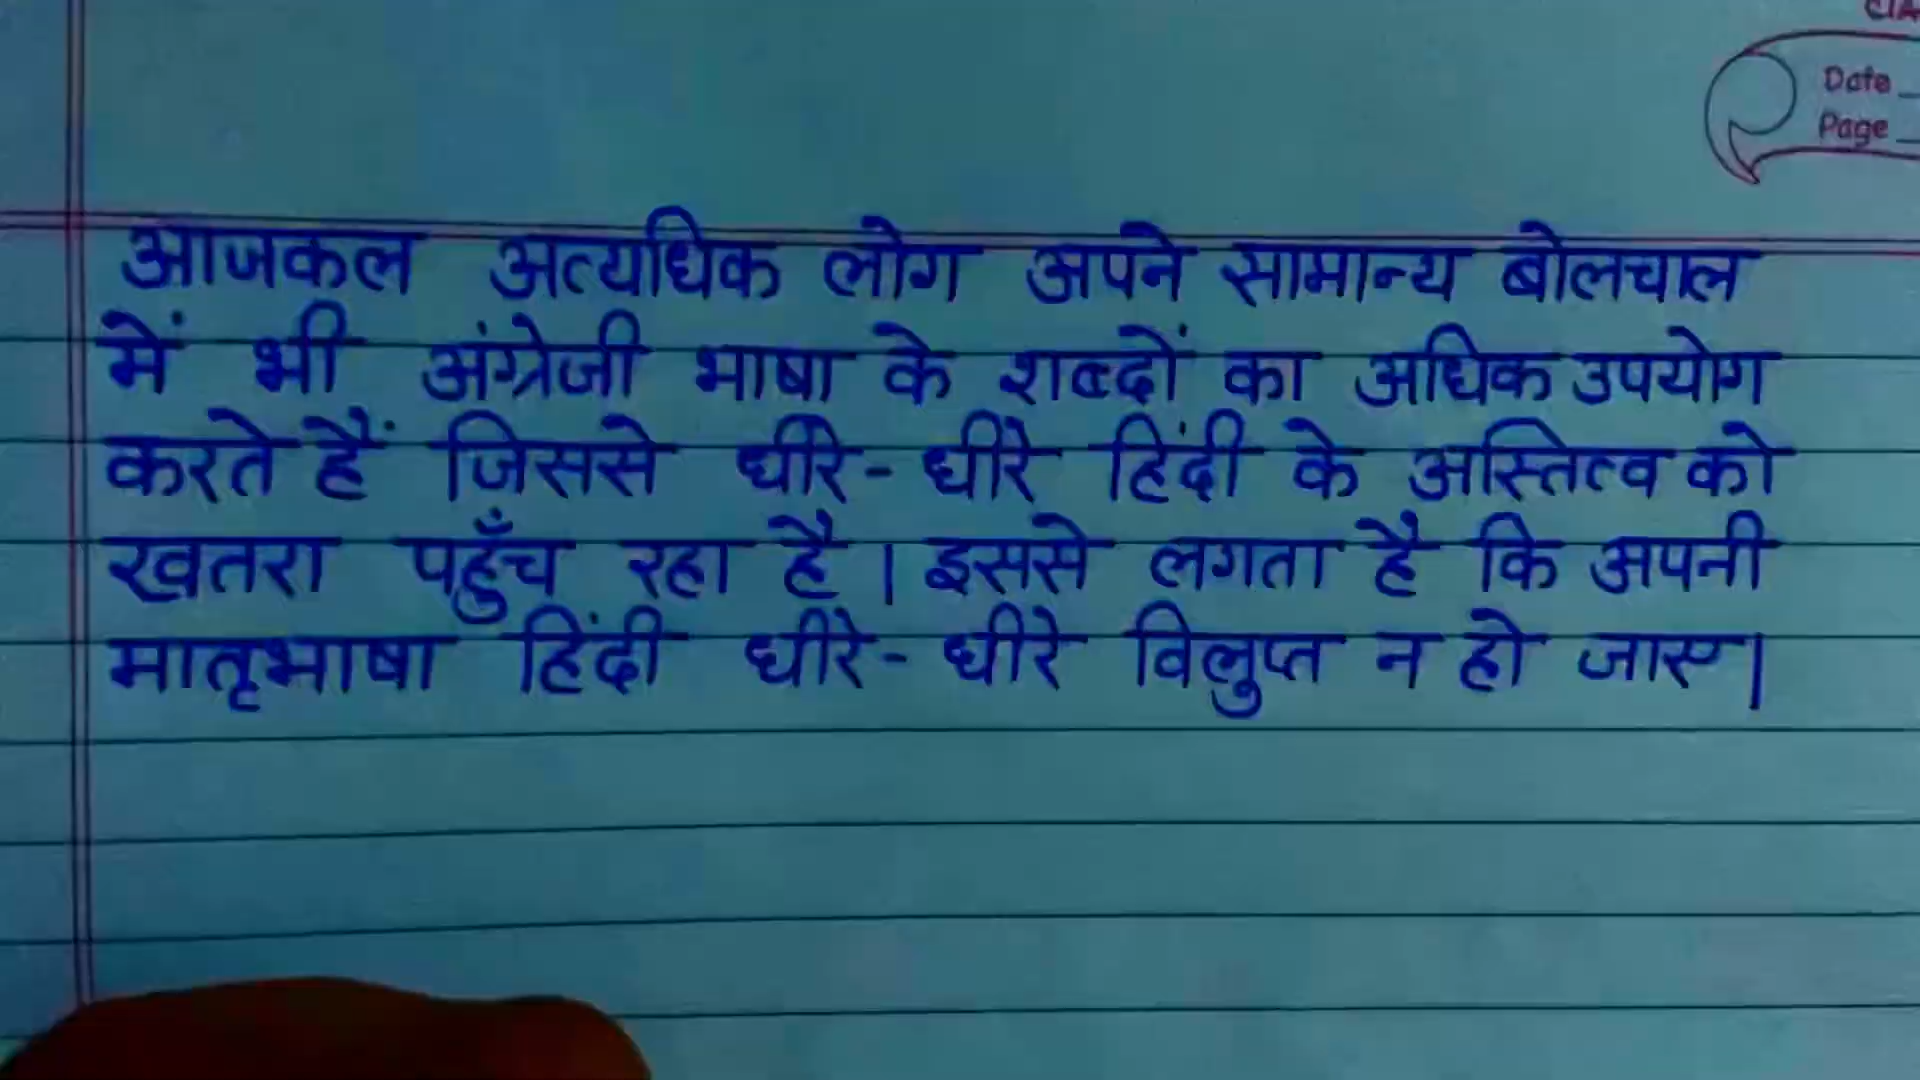 Date
Page
आजकल अत्यधिक लोग अपने सामान्य बोलचाल
में भी अंग्रेजी भाषा के शब्दों का अधिक उपयोग
करते हैं जिससे धीरे-धीरे हिंदी के अस्तित्व को
खतरा पहुँच रहा है। इससे लगता है कि अपनी
मातृभाषा हिंदी धीरे-धीरे विलुप्त न हो जाए।